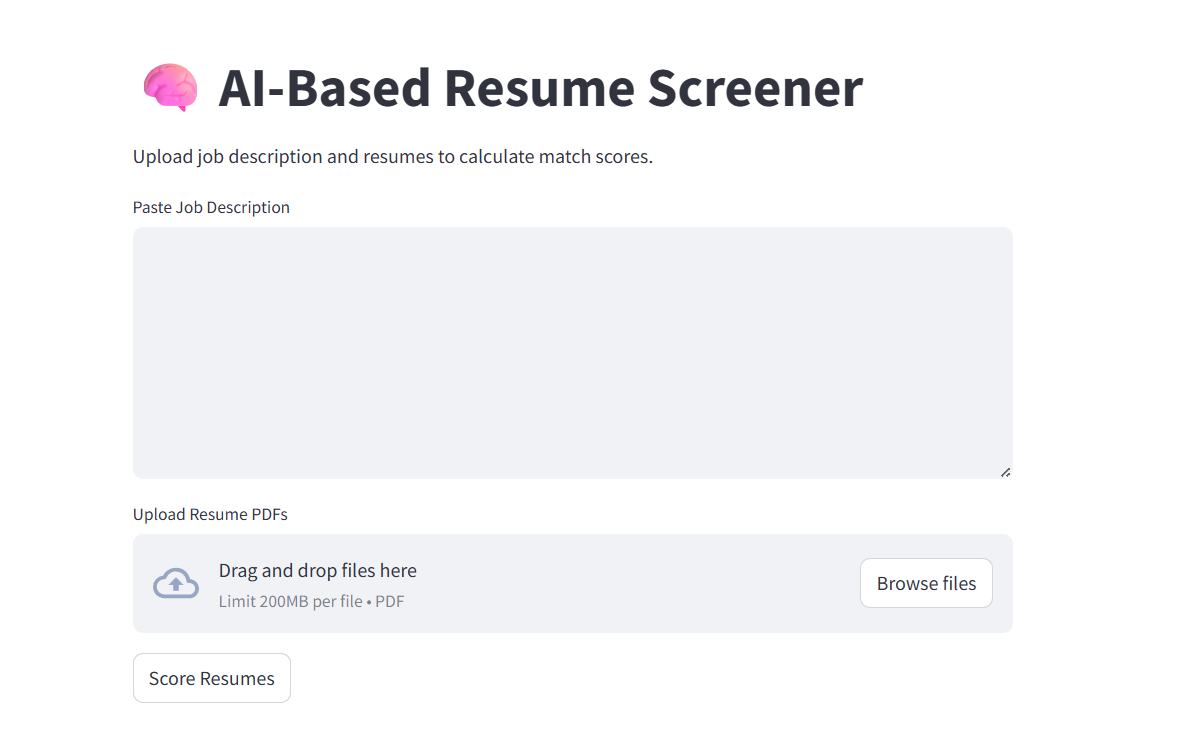 AI-Based Resume Screener
Upload job description and resumes to calculate match scores.
Paste Job Description
Upload Resume PDFs
Drag and drop files here
Limit 200MB per file • PDF
Browse files
Score Resumes